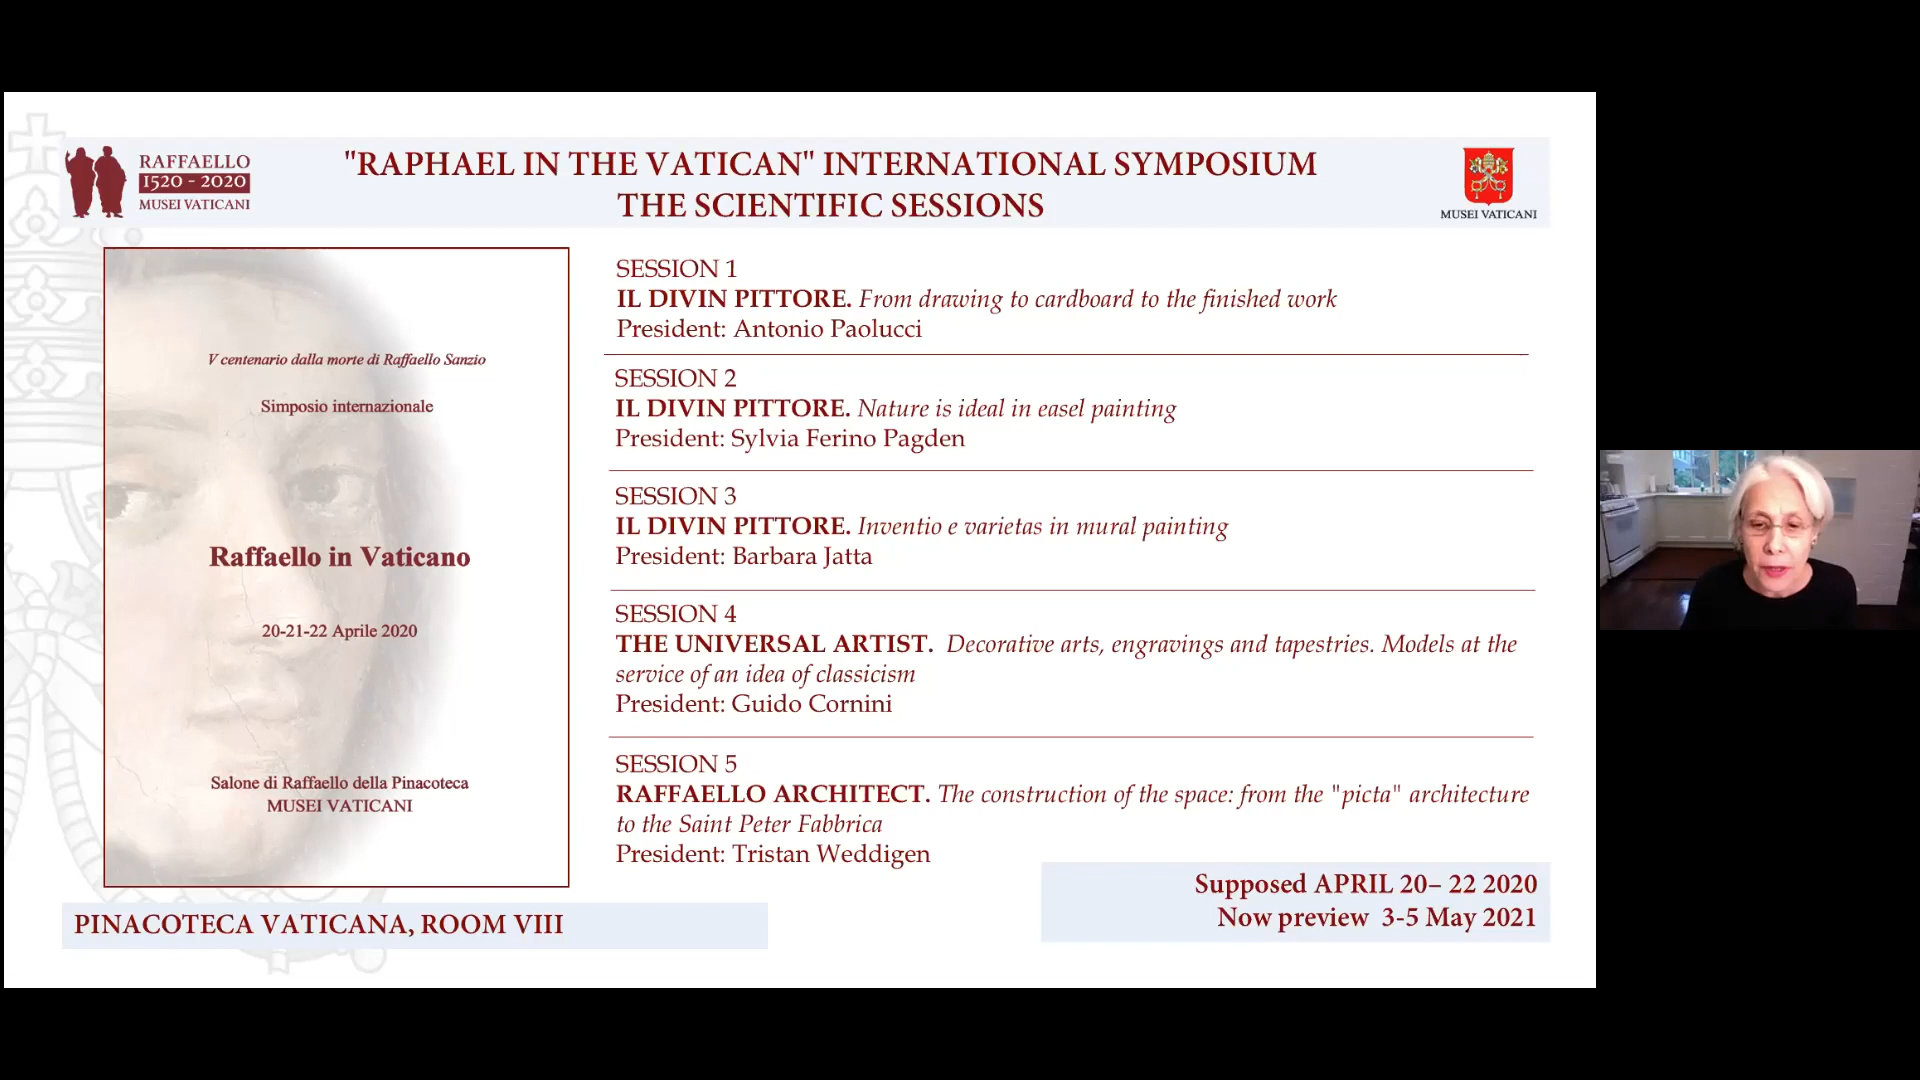 RAFFAELLO
1520 - 2020
MUSEI VATICANI
"RAPHAEL IN THE VATICAN" INTERNATIONAL SYMPOSIUM
THE SCIENTIFIC SESSIONS
MUSEI VATICANI
V centenario dalla morte di Raffaello Sanzio
Simposio internazionale
Raffaello in Vaticano
20-21-22 Aprile 2020
Salone di Raffaello della Pinacoteca
MUSEI VATICANI
SESSION 1
IL DIVIN PITTORE. From drawing to cardboard to the finished work
President: Antonio Paolucci
SESSION 2
IL DIVIN PITTORE. Nature is ideal in easel painting
President: Sylvia Ferino Pagden
SESSION 3
IL DIVIN PITTORE. Inventio e varietas in mural painting
President: Barbara Jatta
SESSION 4
THE UNIVERSAL ARTIST. Decorative arts, engravings and tapestries. Models at the
service of an idea of classicism
President: Guido Cornini
SESSION 5
RAFFAELLO ARCHITECT. The construction of the space: from the "picta" architecture
to the Saint Peter Fabbrica
President: Tristan Weddigen
PINACOTECA VATICANA, ROOM VIII
Supposed APRIL 20– 22 2020
Now preview 3-5 May 2021